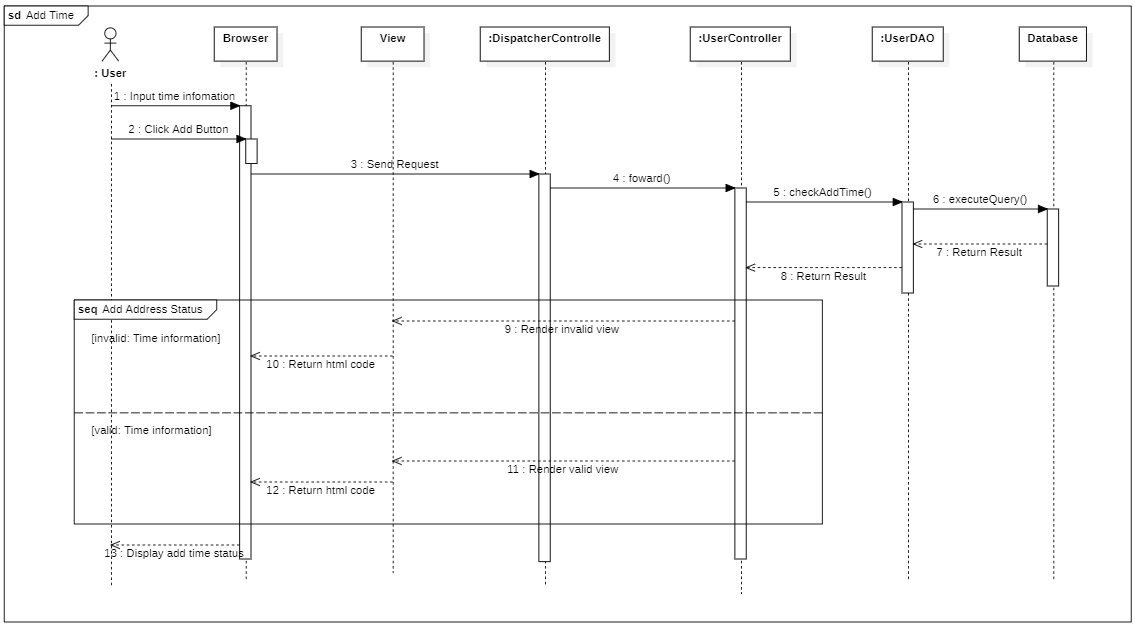 sd Add Time
Browser
View
:DispatcherControlle
:UserController
:UserDAO
Database
: User
1 : Input time infomation
2 : Click Add Button
3 : Send Request
4 : foward()
5 : checkAddTime()
6 : executeQuery()
7 : Return Result
8 : Return Result
seq Add Address Status
9 : Render invalid view
[invalid: Time information]
10 : Return html code
[valid: Time information]
11 : Render valid view
12 : Return html code
13 : Display add time status